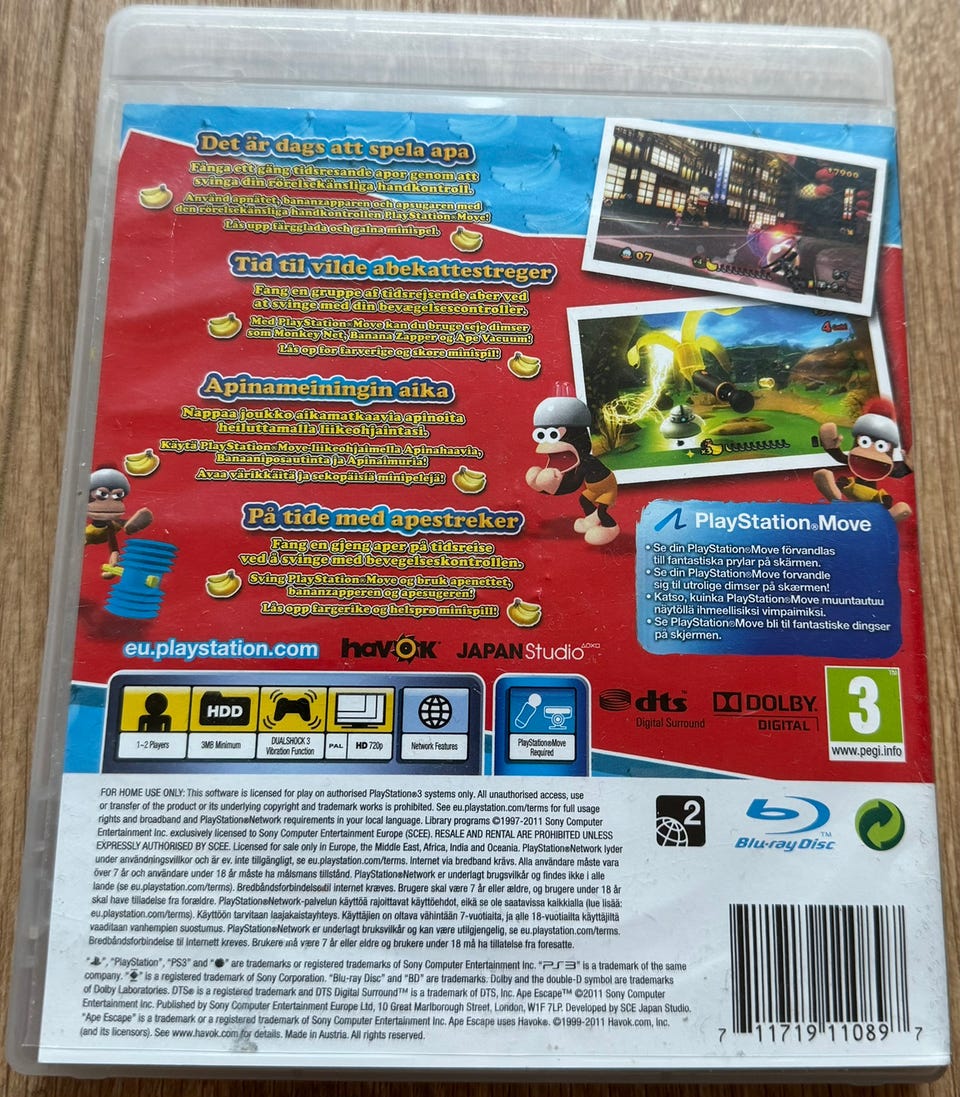 Det är dags att spela apa
Fånga ett gäng tidsresande apor genom att
svinga din rörelsekänsliga handkontroll.
Använd apnätet, bananzapparen och apsugaren med
den rörelsekänsliga handkontrollen PlayStation®Move!
Lås upp färgglada och galna minispel.
Tid til vilde abekattestreger
Fang en gruppe af tidsrejsende aber ved
at svinge med din bevægelsescontroller.
Med PlayStation®Move kan du bruge seje dimser
som Monkey Net, Banana Zapper og Ape Vacuum!
Lås op for farverige og skøre minispil!
Apinameiningin aika
Nappaa joukko aikamatkaavia apinoita
heiluttamalla liikeohjaintasi.
Käytä PlayStation®Move-liikeohjaimella Apinahaavia,
Banaaniposautinta ja Apinaimuria!
Avaa värikkäitä ja sekopäisiä minipelejä!
På tide med apestreker
Fang en gjeng aper på tidsreise
ved å svinge med bevegelseskontrollen.
Sving PlayStation®Move og bruk apenettet,
bananzapperen og apesugeren!
Lås opp fargerike og helsprø minispill!
17900
07
x4
4
x3
PlayStation®Move
• Se din PlayStation®Move förvandlas
till fantastiska prylar på skärmen.
• Se din PlayStation®Move forvandle
sig til utrolige dimser på skærmen!
• Katso, kuinka PlayStation®Move muuntautuu
näytöllä ihmeellisiksi vimpaimiksi.
• Se PlayStation®Move bli til fantastiske dingser
på skjermen.
eu.playstation.com
havok
JAPAN Studio
1-2 Players
HDD
3MB Minimum
DUALSHOCK 3
Vibration Function
PAL HD 720p
Network Features
PlayStation®Move
Required
dts™
Digital Surround
DOLBY
DIGITAL
3
™
www.pegi.info
FOR HOME USE ONLY: This software is licensed for play on authorised PlayStation®3 systems only. All unauthorised access, use
or transfer of the product or its underlying copyright and trademark works is prohibited. See eu.playstation.com/terms for full usage
rights and broadband and PlayStation®Network requirements in your local language. Library programs ©1997-2011 Sony Computer
Entertainment Inc. exclusively licensed to Sony Computer Entertainment Europe (SCEE). RESALE AND RENTAL ARE PROHIBITED UNLESS
EXPRESSLY AUTHORISED BY SCEE. Licensed for sale only in Europe, the Middle East, Africa, India and Oceania. PlayStation®Network lyder
under användningsvillkor och är ev. inte tillgängligt, se eu.playstation.com/terms. Internet via bredband krävs. Alla användare måste vara
över 7 år och användare under 18 år måste ha målsmans tillstånd. PlayStation®Network er underlagt brugsvilkår og findes ikke i alle
lande (se eu.playstation.com/terms). Bredbåndsforbindelse til internet kræves. Brugere skal være 7 år eller ældre, og brugere under 18 år
skal have tilladelse fra forældre. PlayStation®Network-palvelun käyttöä rajoittavat käyttöehdot, eikä se ole saatavissa kaikkialla (lue lisää:
eu.playstation.com/terms). Käyttöön tarvitaan laajakaistayhteys. Käyttäjien on oltava vähintään 7-vuotiaita, ja alle 18-vuotiailta käyttäjiltä
vaaditaan vanhempien suostumus. PlayStation®Network er underlagt bruksvilkår og kan være utilgjengelig, se eu.playstation.com/terms.
Bredbåndsforbindelse til Internett kreves. Brukere må være 7 år eller eldre og brukere under 18 må ha tillatelse fra foresatte.
2
Blu-ray Disc™
" ", "PlayStation", "PS3" and " " are trademarks or registered trademarks of Sony Computer Entertainment Inc. "PS3" is a trademark of the same
company. " " is a registered trademark of Sony Corporation. "Blu-ray Disc" and "BD" are trademarks. Dolby and the double-D symbol are trademarks
of Dolby Laboratories. DTS® is a registered trademark and DTS Digital Surround™ is a trademark of DTS, Inc. Ape Escape™ ©2011 Sony Computer
Entertainment Inc. Published by Sony Computer Entertainment Europe Ltd, 10 Great Marlborough Street, London, W1F 7LP. Developed by SCE Japan Studio.
"Ape Escape" is a trademark or a registered trademark of Sony Computer Entertainment Inc. Ape Escape uses Havok®. ©1999-2011 Havok.com, Inc.
(and its licensors). See www.havok.com for details. Made in Austria. All rights reserved.
7 11719 11089 7